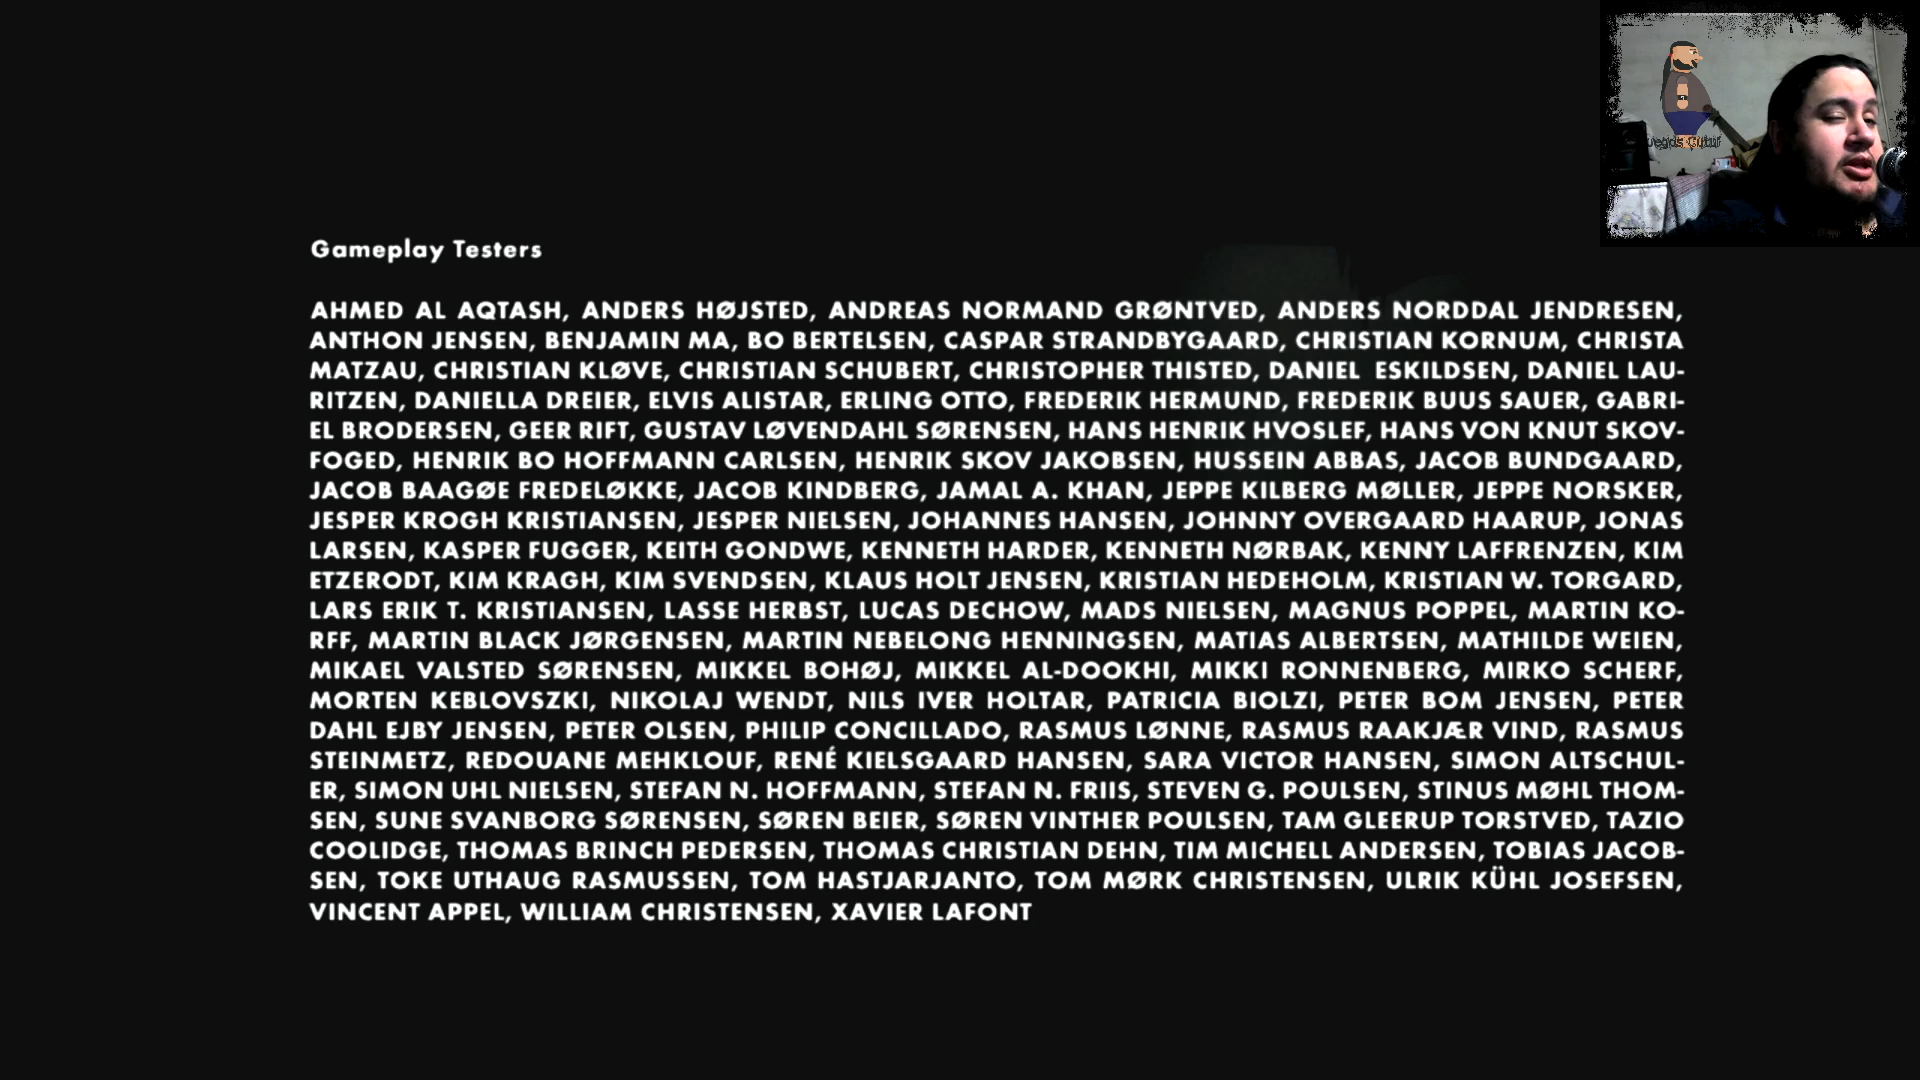 Gameplay Testers
AHMED AL AQTASH, ANDERS HØJSTED, ANDREAS NORMAND GRØNTVED, ANDERS NORDDAL JENDRESEN,
ANTHON JENSEN, BENJAMIN MA, BO BERTELSEN, CASPAR STRANDBYGAARD, CHRISTIAN KORNUM, CHRISTA
MATZAU, CHRISTIAN KLØVE, CHRISTIAN SCHUBERT, CHRISTOPHER THISTED, DANIEL ESKILDSEN, DANIEL LAU-
RITZEN, DANIELLA DREIER, ELVIS ALISTAR, ERLING OTTO, FREDERIK HERMUND, FREDERIK BUUS SAUER, GABRI-
EL BRODERSEN, GEER RIFT, GUSTAV LØVENDAHL SØRENSEN, HANS HENRIK HVOSLEF, HANS VON KNUT SKOV-
FOGED, HENRIK BO HOFFMANN CARLSEN, HENRIK SKOV JAKOBSEN, HUSSEIN ABBAS, JACOB BUNDGAARD,
JACOB BAAGØE FREDELØKKE, JACOB KINDBERG, JAMAL A. KHAN, JEPPE KILBERG MØLLER, JEPPE NORSKER,
JESPER KROGH KRISTIANSEN, JESPER NIELSEN, JOHANNES HANSEN, JOHNNY OVERGAARD HAARUP, JONAS
LARSEN, KASPER FUGGER, KEITH GONDWE, KENNETH HARDER, KENNETH NØRBAK, KENNY LAFFRENZEN, KIM
ETZERODT, KIM KRAGH, KIM SVENDSEN, KLAUS HOLT JENSEN, KRISTIAN HEDEHOLM, KRISTIAN W. TORGARD,
LARS ERIK T. KRISTIANSEN, LASSE HERBST, LUCAS DECHOW, MADS NIELSEN, MAGNUS POPPEL, MARTIN KO-
RFF, MARTIN BLACK JØRGENSEN, MARTIN NEBELONG HENNINGSEN, MATIAS ALBERTSEN, MATHILDE WEIEN,
MIKAEL VALSTED SØRENSEN, MIKKEL BOHØJ, MIKKEL AL-DOOKHI, MIKKI RONNENBERG, MIRKO SCHERF,
MORTEN KEBLOVSZKI, NIKOLAJ WENDT, NILS IVER HOLTAR, PATRICIA BIOLZI, PETER BOM JENSEN, PETER
DAHL EJBY JENSEN, PETER OLSEN, PHILIP CONCILLADO, RASMUS LØNNE, RASMUS RAAKJÆR VIND, RASMUS
STEINMETZ, REDOUANE MEHKLOUF, RENÉ KIELSGAARD HANSEN, SARA VICTOR HANSEN, SIMON ALTSCHUL-
ER, SIMON UHL NIELSEN, STEFAN N. HOFFMANN, STEFAN N. FRIIS, STEVEN G. POULSEN, STINUS MØHL THOM-
SEN, SUNE SVANBORG SØRENSEN, SØREN BEIER, SØREN VINTHER POULSEN, TAM GLEERUP TORSTVED, TAZIO
COOLIDGE, THOMAS BRINCH PEDERSEN, THOMAS CHRISTIAN DEHN, TIM MICHELL ANDERSEN, TOBIAS JACOB-
SEN, TOKE UTHAUG RASMUSSEN, TOM HASTJARJANTO, TOM MØRK CHRISTENSEN, ULRIK KÜHL JOSEFSEN,
VINCENT APPEL, WILLIAM CHRISTENSEN, XAVIER LAFONT